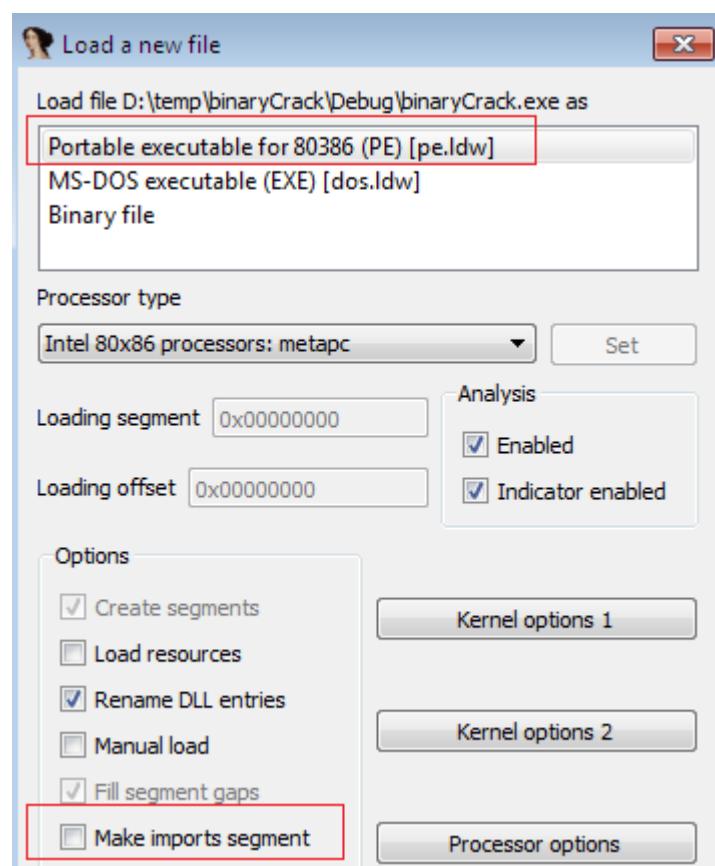 Load a new file
Load file D:\temp\binaryCrack\Debug\binaryCrack.exe as
Portable executable for 80386 (PE) [pe.ldw]
MS-DOS executable (EXE) [dos.ldw]
Binary file
Processor type
Intel 80x86 processors: metapc
Set
Loading segment 0x00000000
Loading offset 0x00000000
Analysis
Enabled
Indicator enabled
Options
Create segments
Load resources
Rename DLL entries
Manual load
Fill segment gaps
Make imports segment
Kernel options 1
Kernel options 2
Processor options